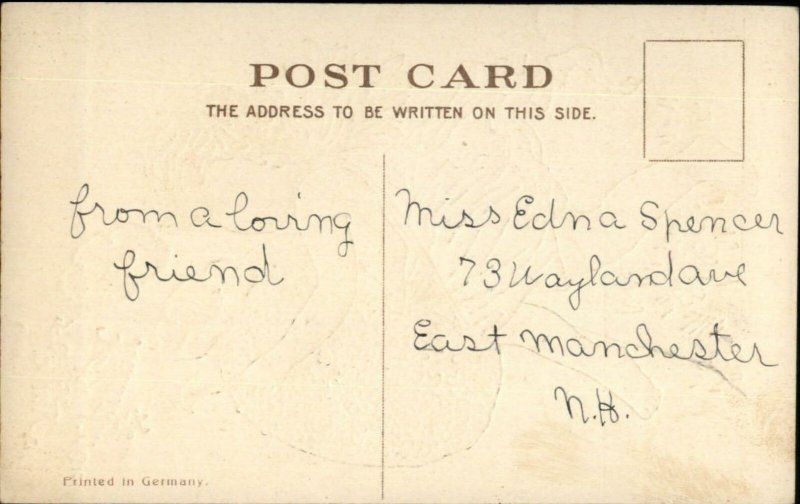 POST CARD
THE ADDRESS TO BE WRITTEN ON THIS SIDE.
from a loving
friend
Miss Edna Spencer
73 Wayland ave
East Manchester
N.H.
Printed in Germany.